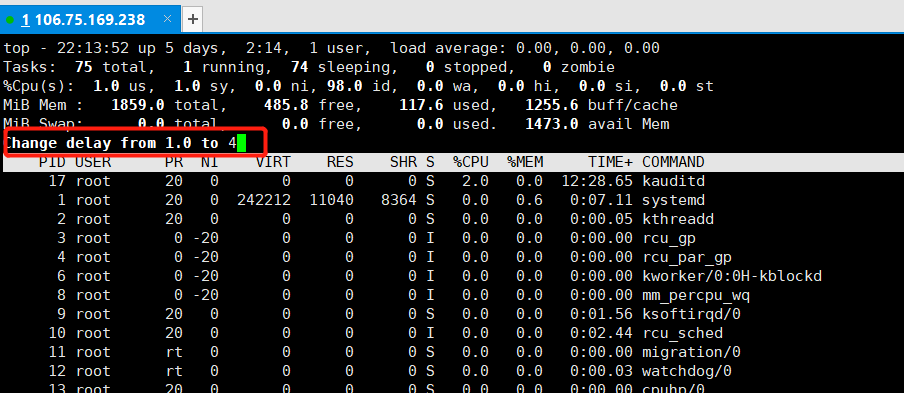 1 106.75.169.238 × +
top - 22:13:52 up 5 days,  2:14,  1 user,  load average: 0.00, 0.00, 0.00
Tasks:  75 total,   1 running,  74 sleeping,   0 stopped,   0 zombie
%Cpu(s):  1.0 us,  1.0 sy,  0.0 ni, 98.0 id,  0.0 wa,  0.0 hi,  0.0 si,  0.0 st
MiB Mem :   1859.0 total,    485.8 free,    117.6 used,   1255.6 buff/cache
MiB Swap:      0.0 total,      0.0 free,      0.0 used.   1473.0 avail Mem
Change delay from 1.0 to 4
PID USER      PR  NI    VIRT    RES    SHR S  %CPU  %MEM     TIME+ COMMAND
17 root      20   0       0      0      0 S   2.0   0.0  12:28.65 kauditd
1 root      20   0  242212  11040   8364 S   0.0   0.6   0:07.11 systemd
2 root      20   0       0      0      0 S   0.0   0.0   0:00.05 kthreadd
3 root       0 -20       0      0      0 I   0.0   0.0   0:00.00 rcu_gp
4 root       0 -20       0      0      0 I   0.0   0.0   0:00.00 rcu_par_gp
6 root       0 -20       0      0      0 I   0.0   0.0   0:00.00 kworker/0:0H-kblockd
8 root       0 -20       0      0      0 I   0.0   0.0   0:00.00 mm_percpu_wq
9 root      20   0       0      0      0 S   0.0   0.0   0:01.56 ksoftirqd/0
10 root      20   0       0      0      0 I   0.0   0.0   0:02.44 rcu_sched
11 root      rt   0       0      0      0 S   0.0   0.0   0:00.00 migration/0
12 root      rt   0       0      0      0 S   0.0   0.0   0:00.03 watchdog/0
13 root      20   0       0      0      0 S   0.0   0.0   0:00.00 cpuhp/0